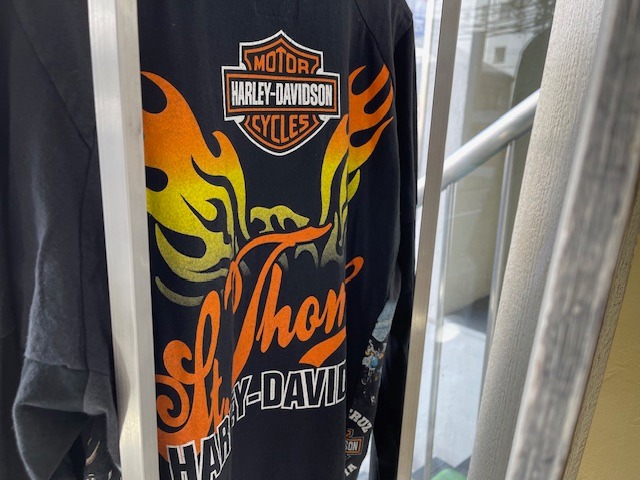 MOTOR
HARLEY-DAVIDSON
CYCLES
St. Thom
HARLEY-DAVID